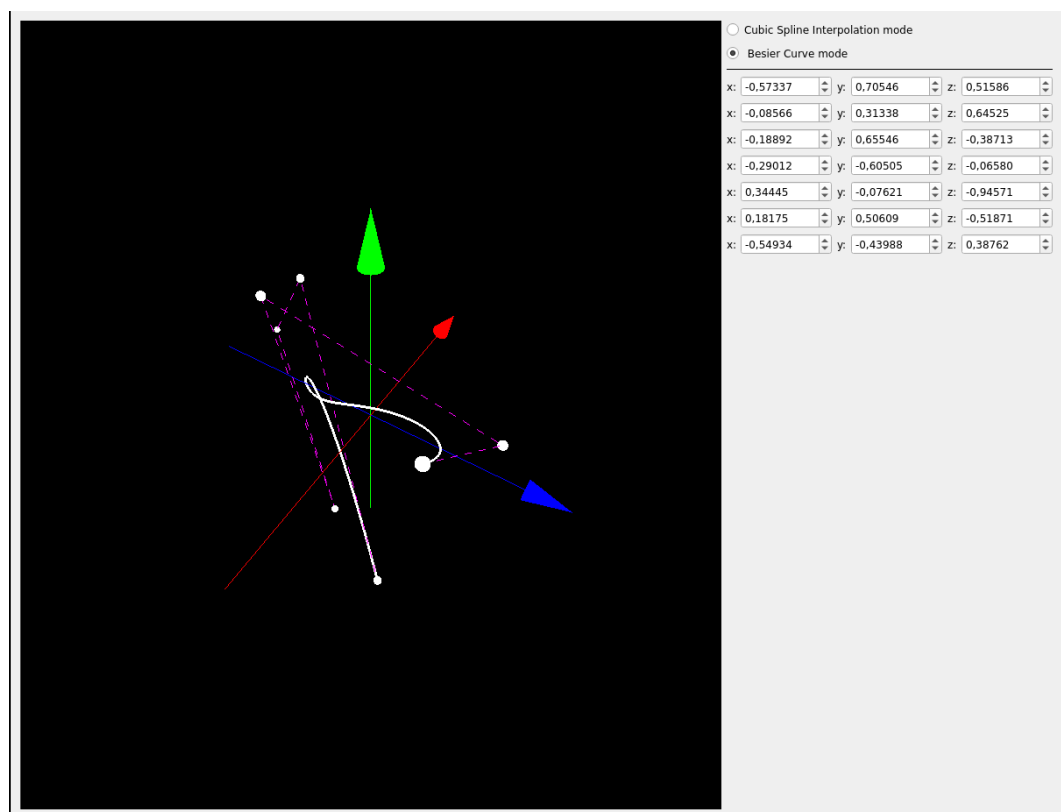 Cubic Spline Interpolation mode
Besier Curve mode
x: -0,57337 y: 0,70546 z: 0,51586
x: -0,08566 y: 0,31338 z: 0,64525
x: -0,18892 y: 0,65546 z: -0,38713
x: -0,29012 y: -0,60505 z: -0,06580
x: 0,34445 y: -0,07621 z: -0,94571
x: 0,18175 y: 0,50609 z: -0,51871
x: -0,54934 y: -0,43988 z: 0,38762